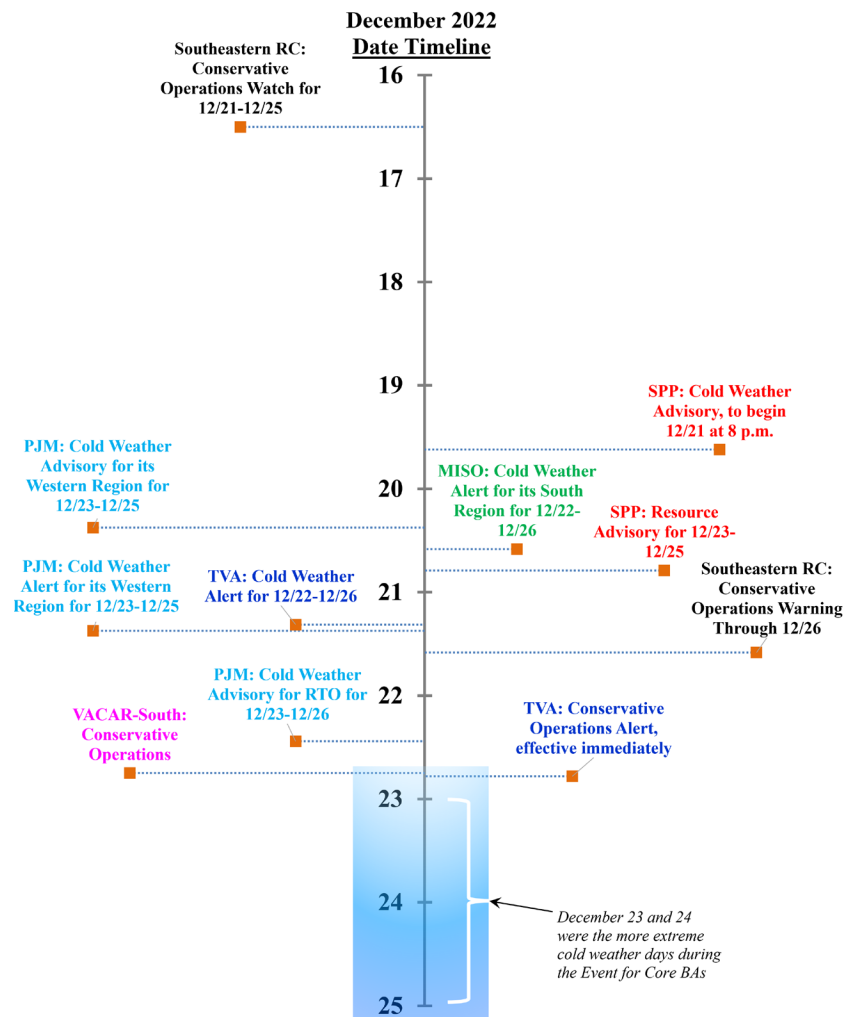 December 2022
Date Timeline
Southeastern RC:
Conservative
Operations Watch for
12/21-12/25
16
17
18
19
SPP: Cold Weather
Advisory, to begin
12/21 at 8 p.m.
PJM: Cold Weather
Advisory for its
Western Region for
12/23-12/25
MISO: Cold Weather
Alert for its South
Region for 12/22-
12/26
20
SPP: Resource
Advisory for 12/23-
12/25
PJM: Cold Weather
Alert for its Western
Region for 12/23-12/25
TVA: Cold Weather
Alert for 12/22-12/26
21
Southeastern RC:
Conservative
Operations Warning
Through 12/26
PJM: Cold Weather
Advisory for RTO for
12/23-12/26
22
VACAR-South:
Conservative
Operations
TVA: Conservative
Operations Alert,
effective immediately
23
24
December 23 and 24
were the more extreme
cold weather days during
the Event for Core BAs
25